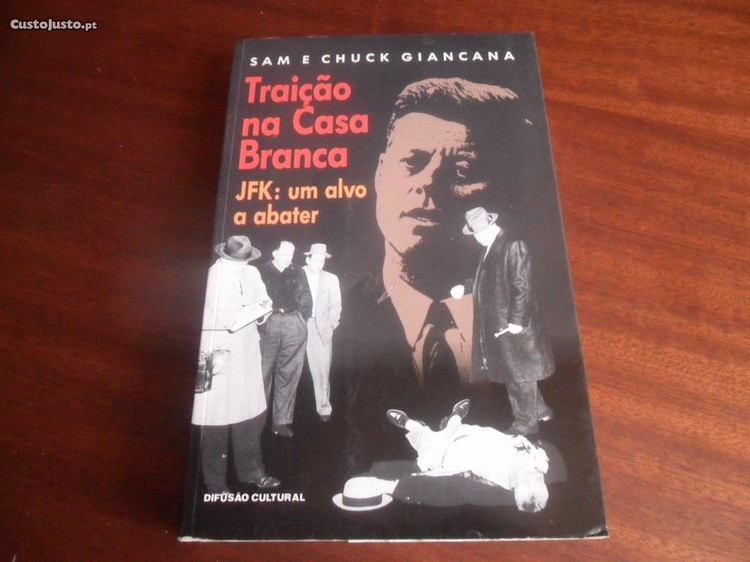 CustoJusto.pt
SAM E CHUCK GIANCANA
Traição
na Casa
Branca
JFK: um alvo
a abater
DIFUSÃO CULTURAL